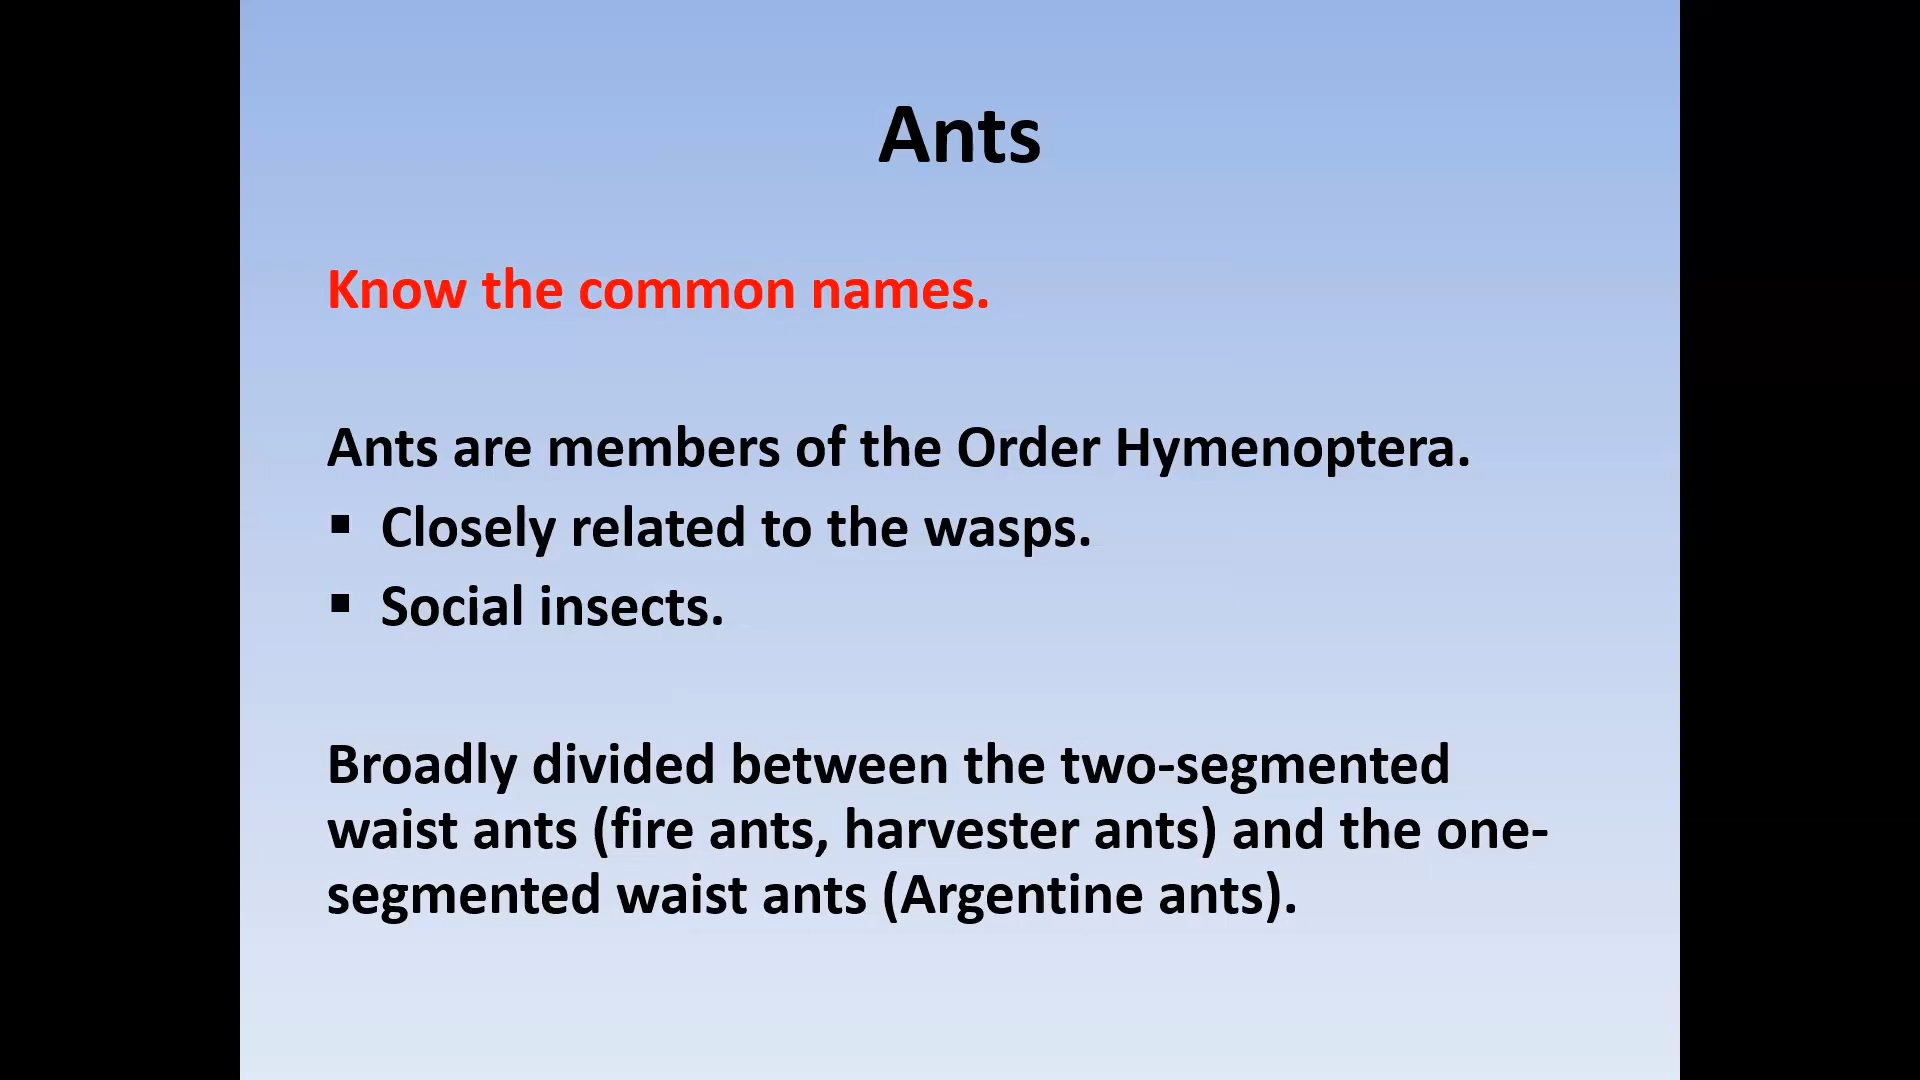 Ants
Know the common names.
Ants are members of the Order Hymenoptera.
▪ Closely related to the wasps.
▪ Social insects.
Broadly divided between the two-segmented
waist ants (fire ants, harvester ants) and the one-
segmented waist ants (Argentine ants).